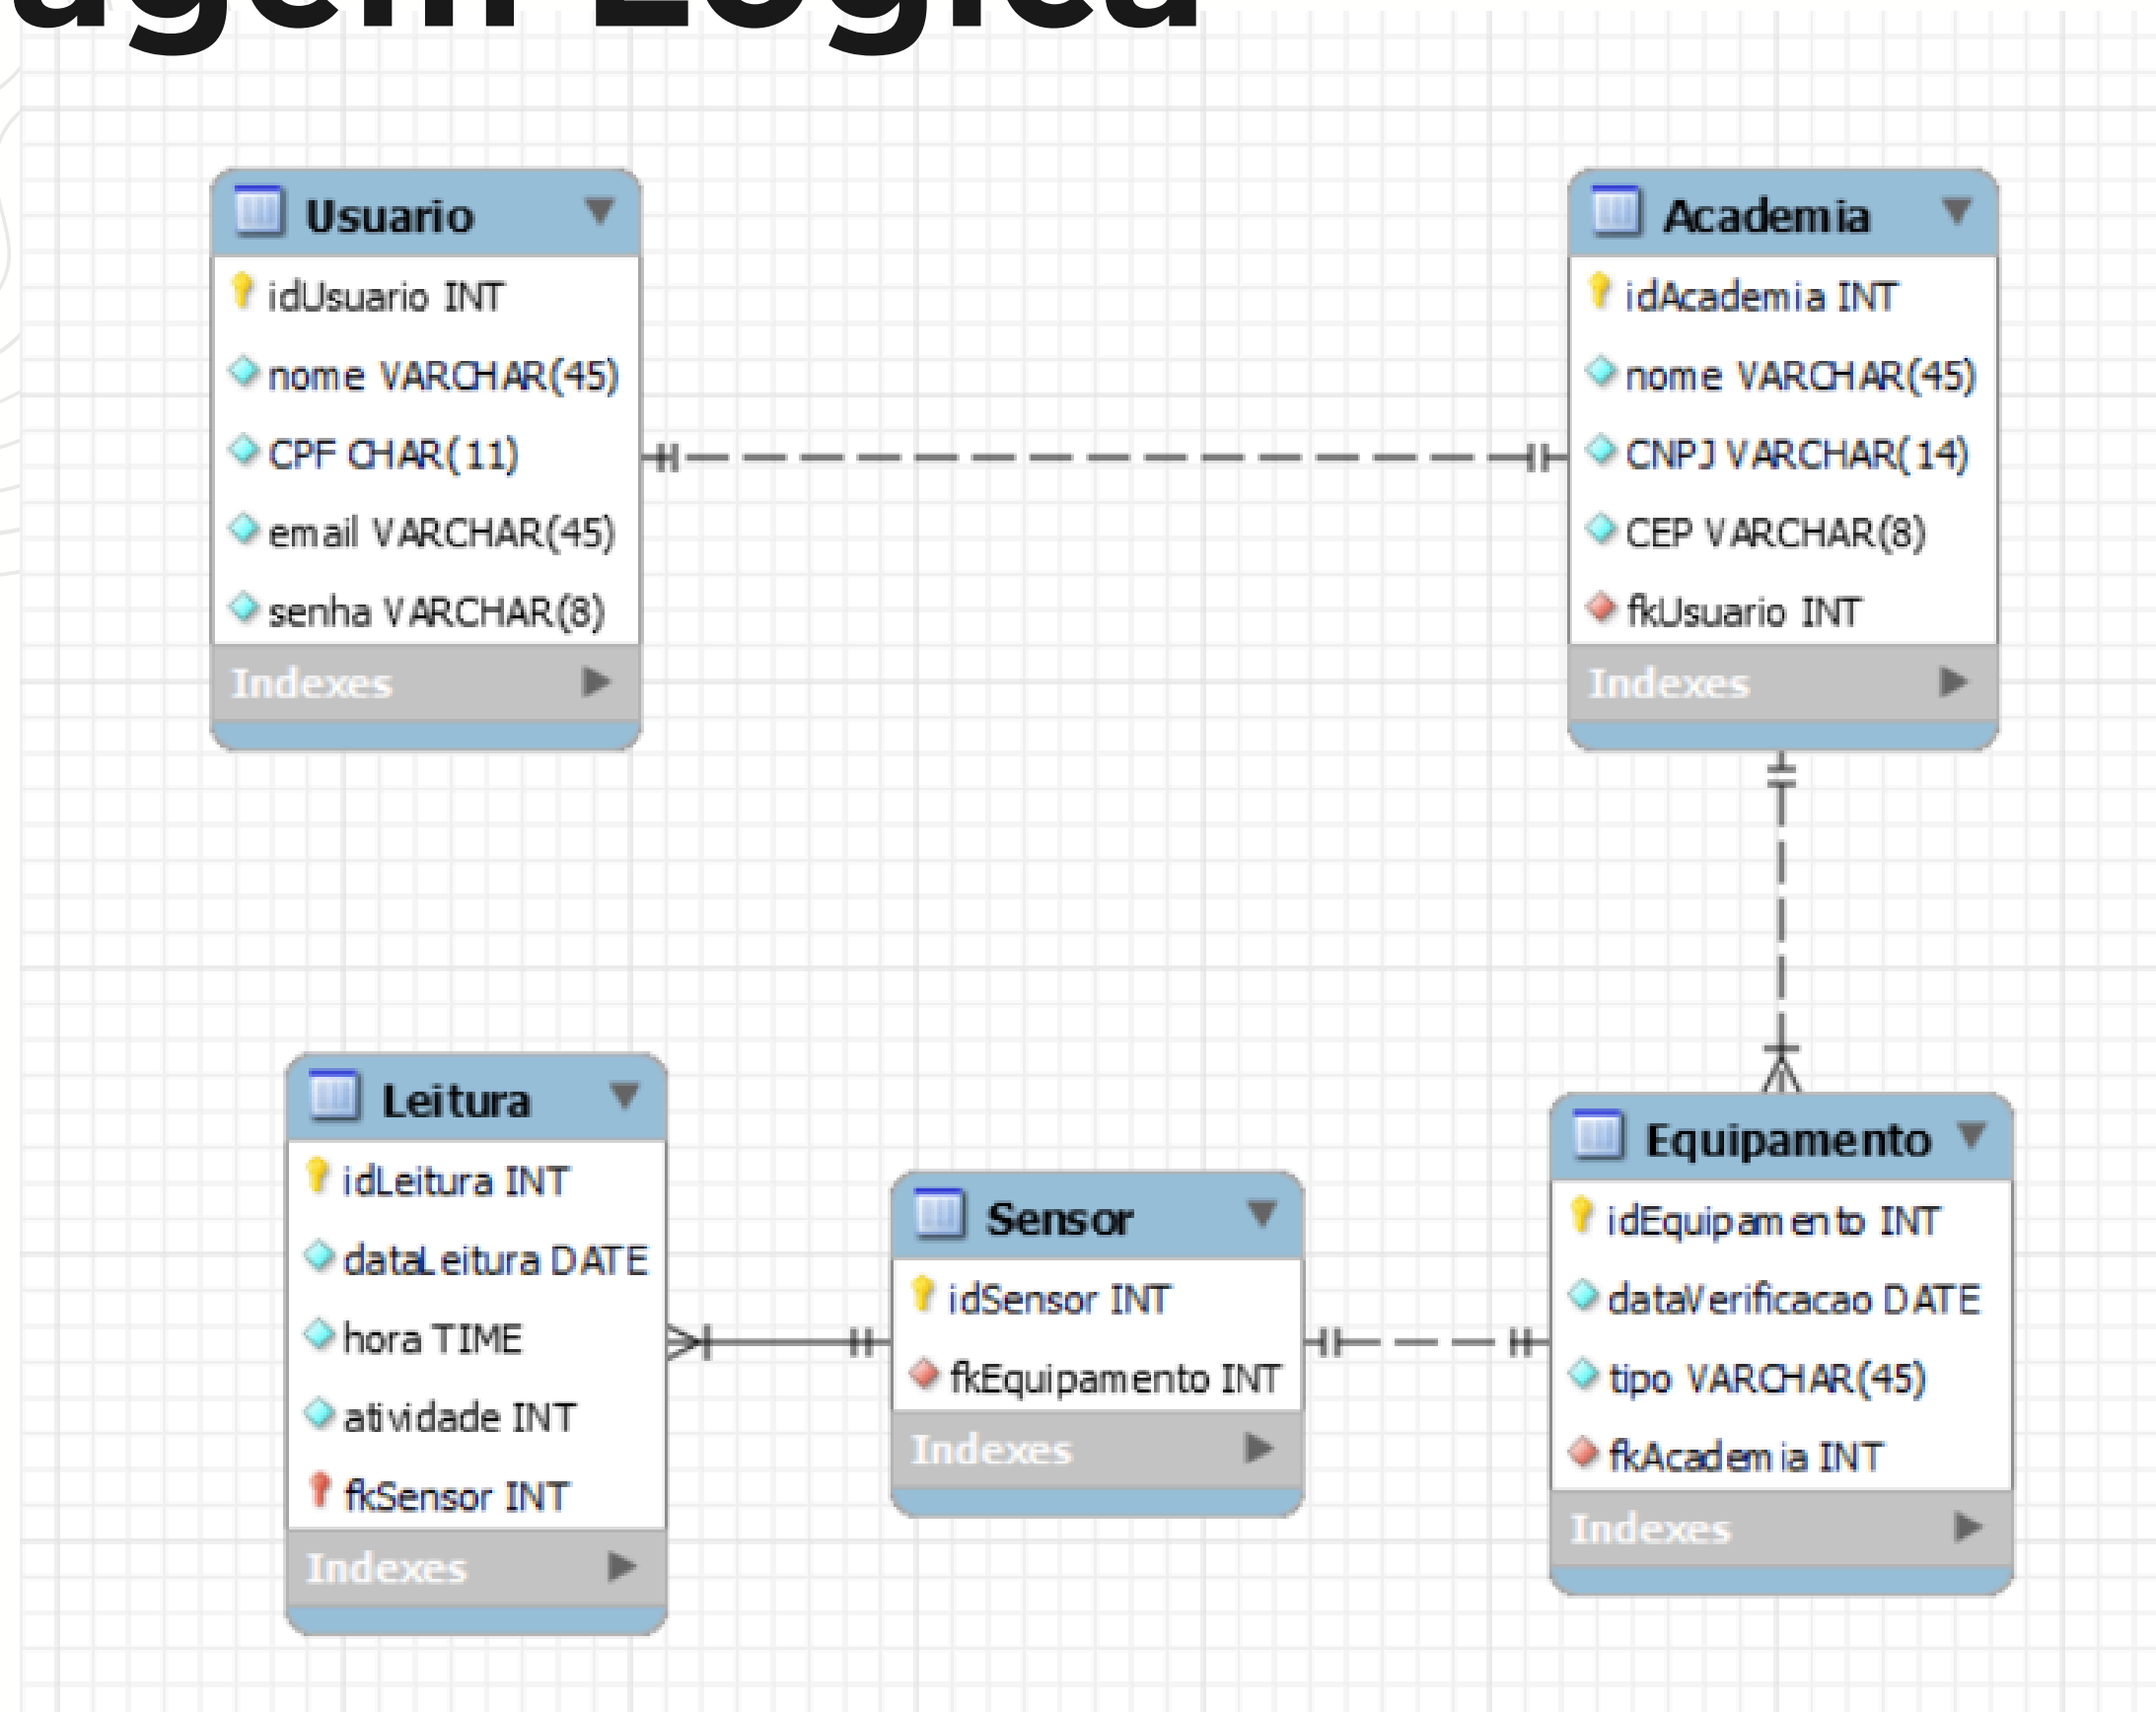 agem Lógica
Usuario
idUsuario INT
nome VARCHAR(45)
CPF CHAR(11)
email VARCHAR(45)
senha VARCHAR(8)
Indexes
Academia
idAcademia INT
nome VARCHAR(45)
CNPJ VARCHAR(14)
CEP VARCHAR(8)
fkUsuario INT
Indexes
Leitura
idLeitura INT
dataLeitura DATE
hora TIME
atividade INT
fkSensor INT
Indexes
Sensor
idSensor INT
fkEquipamento INT
Indexes
Equipamento
idEquipamento INT
dataVerificacao DATE
tipo VARCHAR(45)
fkAcademia INT
Indexes